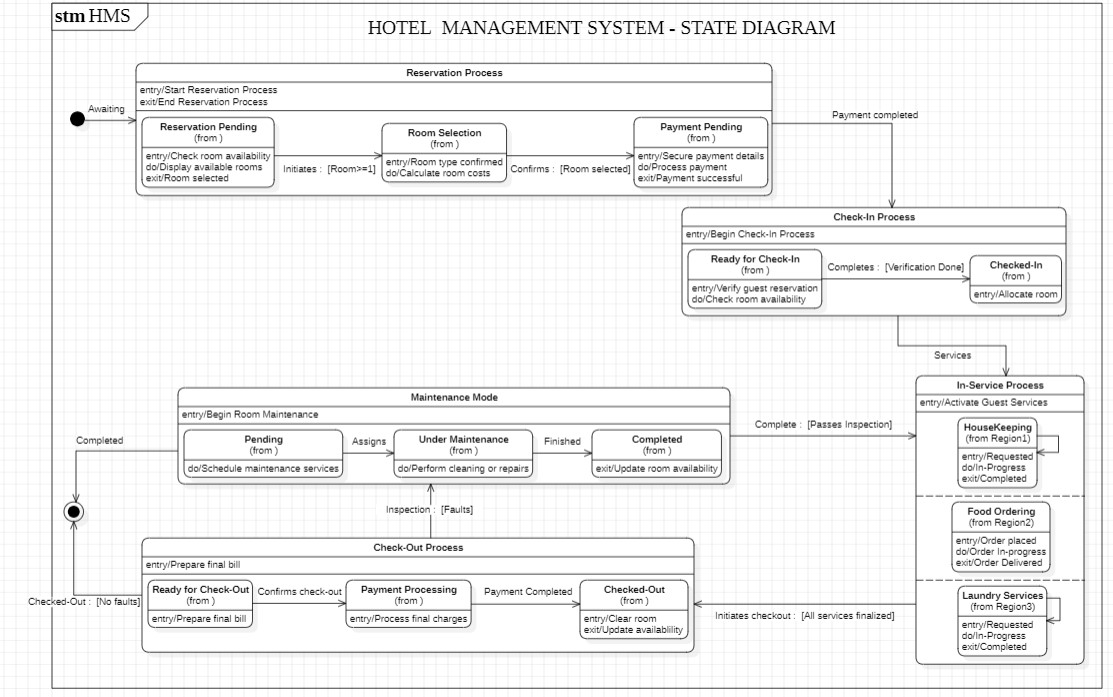 stm HMS
HOTEL MANAGEMENT SYSTEM - STATE DIAGRAM
Reservation Process
entry/Start Reservation Process
exit/End Reservation Process
Awaiting
Reservation Pending
(from )
entry/Check room availability
do/Display available rooms
exit/Room selected
Initiates : [Room>=1]
Room Selection
(from )
entry/Room type confirmed
do/Calculate room costs
Confirms : [Room selected]
Payment Pending
(from )
entry/Secure payment details
do/Process payment
exit/Payment successful
Payment completed
Check-In Process
entry/Begin Check-In Process
Ready for Check-In
(from )
entry/Verify guest reservation
do/Check room availability
Completes : [Verification Done]
Checked-In
(from )
entry/Allocate room
Services
In-Service Process
entry/Activate Guest Services
HouseKeeping
(from Region1)
entry/Requested
do/In-Progress
exit/Completed
Food Ordering
(from Region2)
entry/Order placed
do/Order In-progress
exit/Order Delivered
Laundry Services
(from Region3)
entry/Requested
do/In-Progress
exit/Completed
Maintenance Mode
entry/Begin Room Maintenance
Pending
(from )
do/Schedule maintenance services
Assigns
Under Maintenance
(from )
do/Perform cleaning or repairs
Finished
Completed
(from )
exit/Update room availability
Complete : [Passes Inspection]
Completed
Inspection : [Faults]
Check-Out Process
entry/Prepare final bill
Ready for Check-Out
(from )
entry/Prepare final bill
Confirms check-out
Payment Processing
(from )
entry/Process final charges
Payment Completed
Checked-Out
(from )
entry/Clear room
exit/Update availablility
Initiates checkout : [All services finalized]
Checked-Out : [No faults]